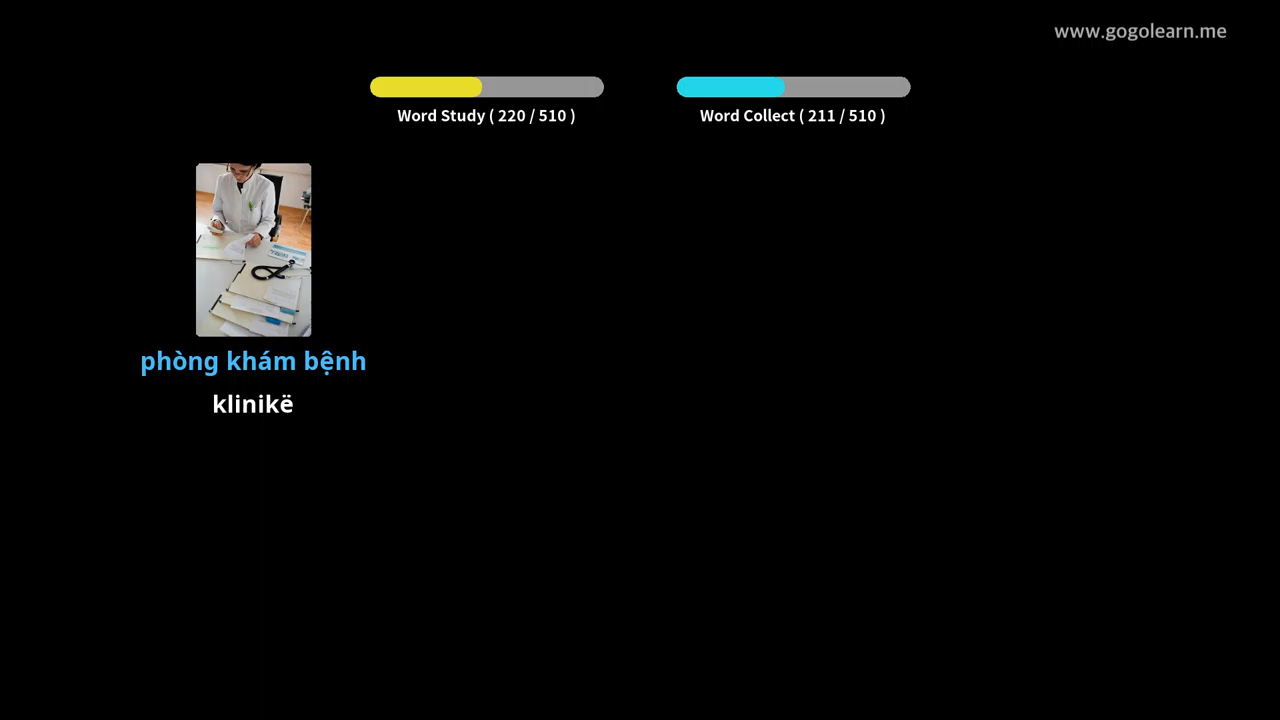 www.gogolearn.me
Word Study ( 220 / 510 )
Word Collect ( 211 / 510 )
phòng khám bệnh
klinikë